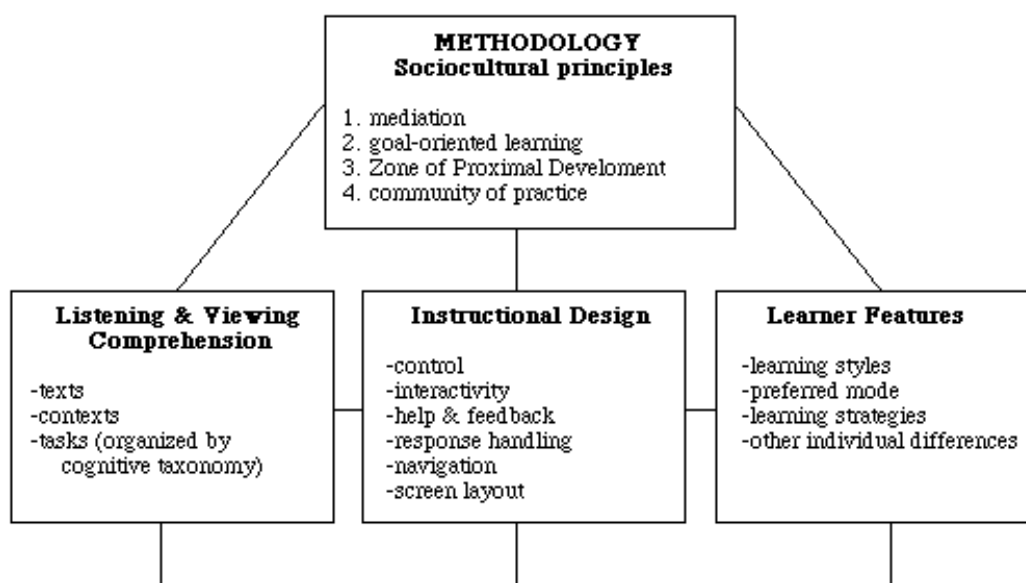 METHODOLOGY
Sociocultural principles
1. mediation
2. goal-oriented learning
3. Zone of Proximal Develoment
4. community of practice
Listening & Viewing
Comprehension
-texts
-contexts
-tasks (organized by
cognitive taxonomy)
Instructional Design
-control
-interactivity
-help & feedback
-response handling
-navigation
-screen layout
Learner Features
-learning styles
-preferred mode
-learning strategies
-other individual differences